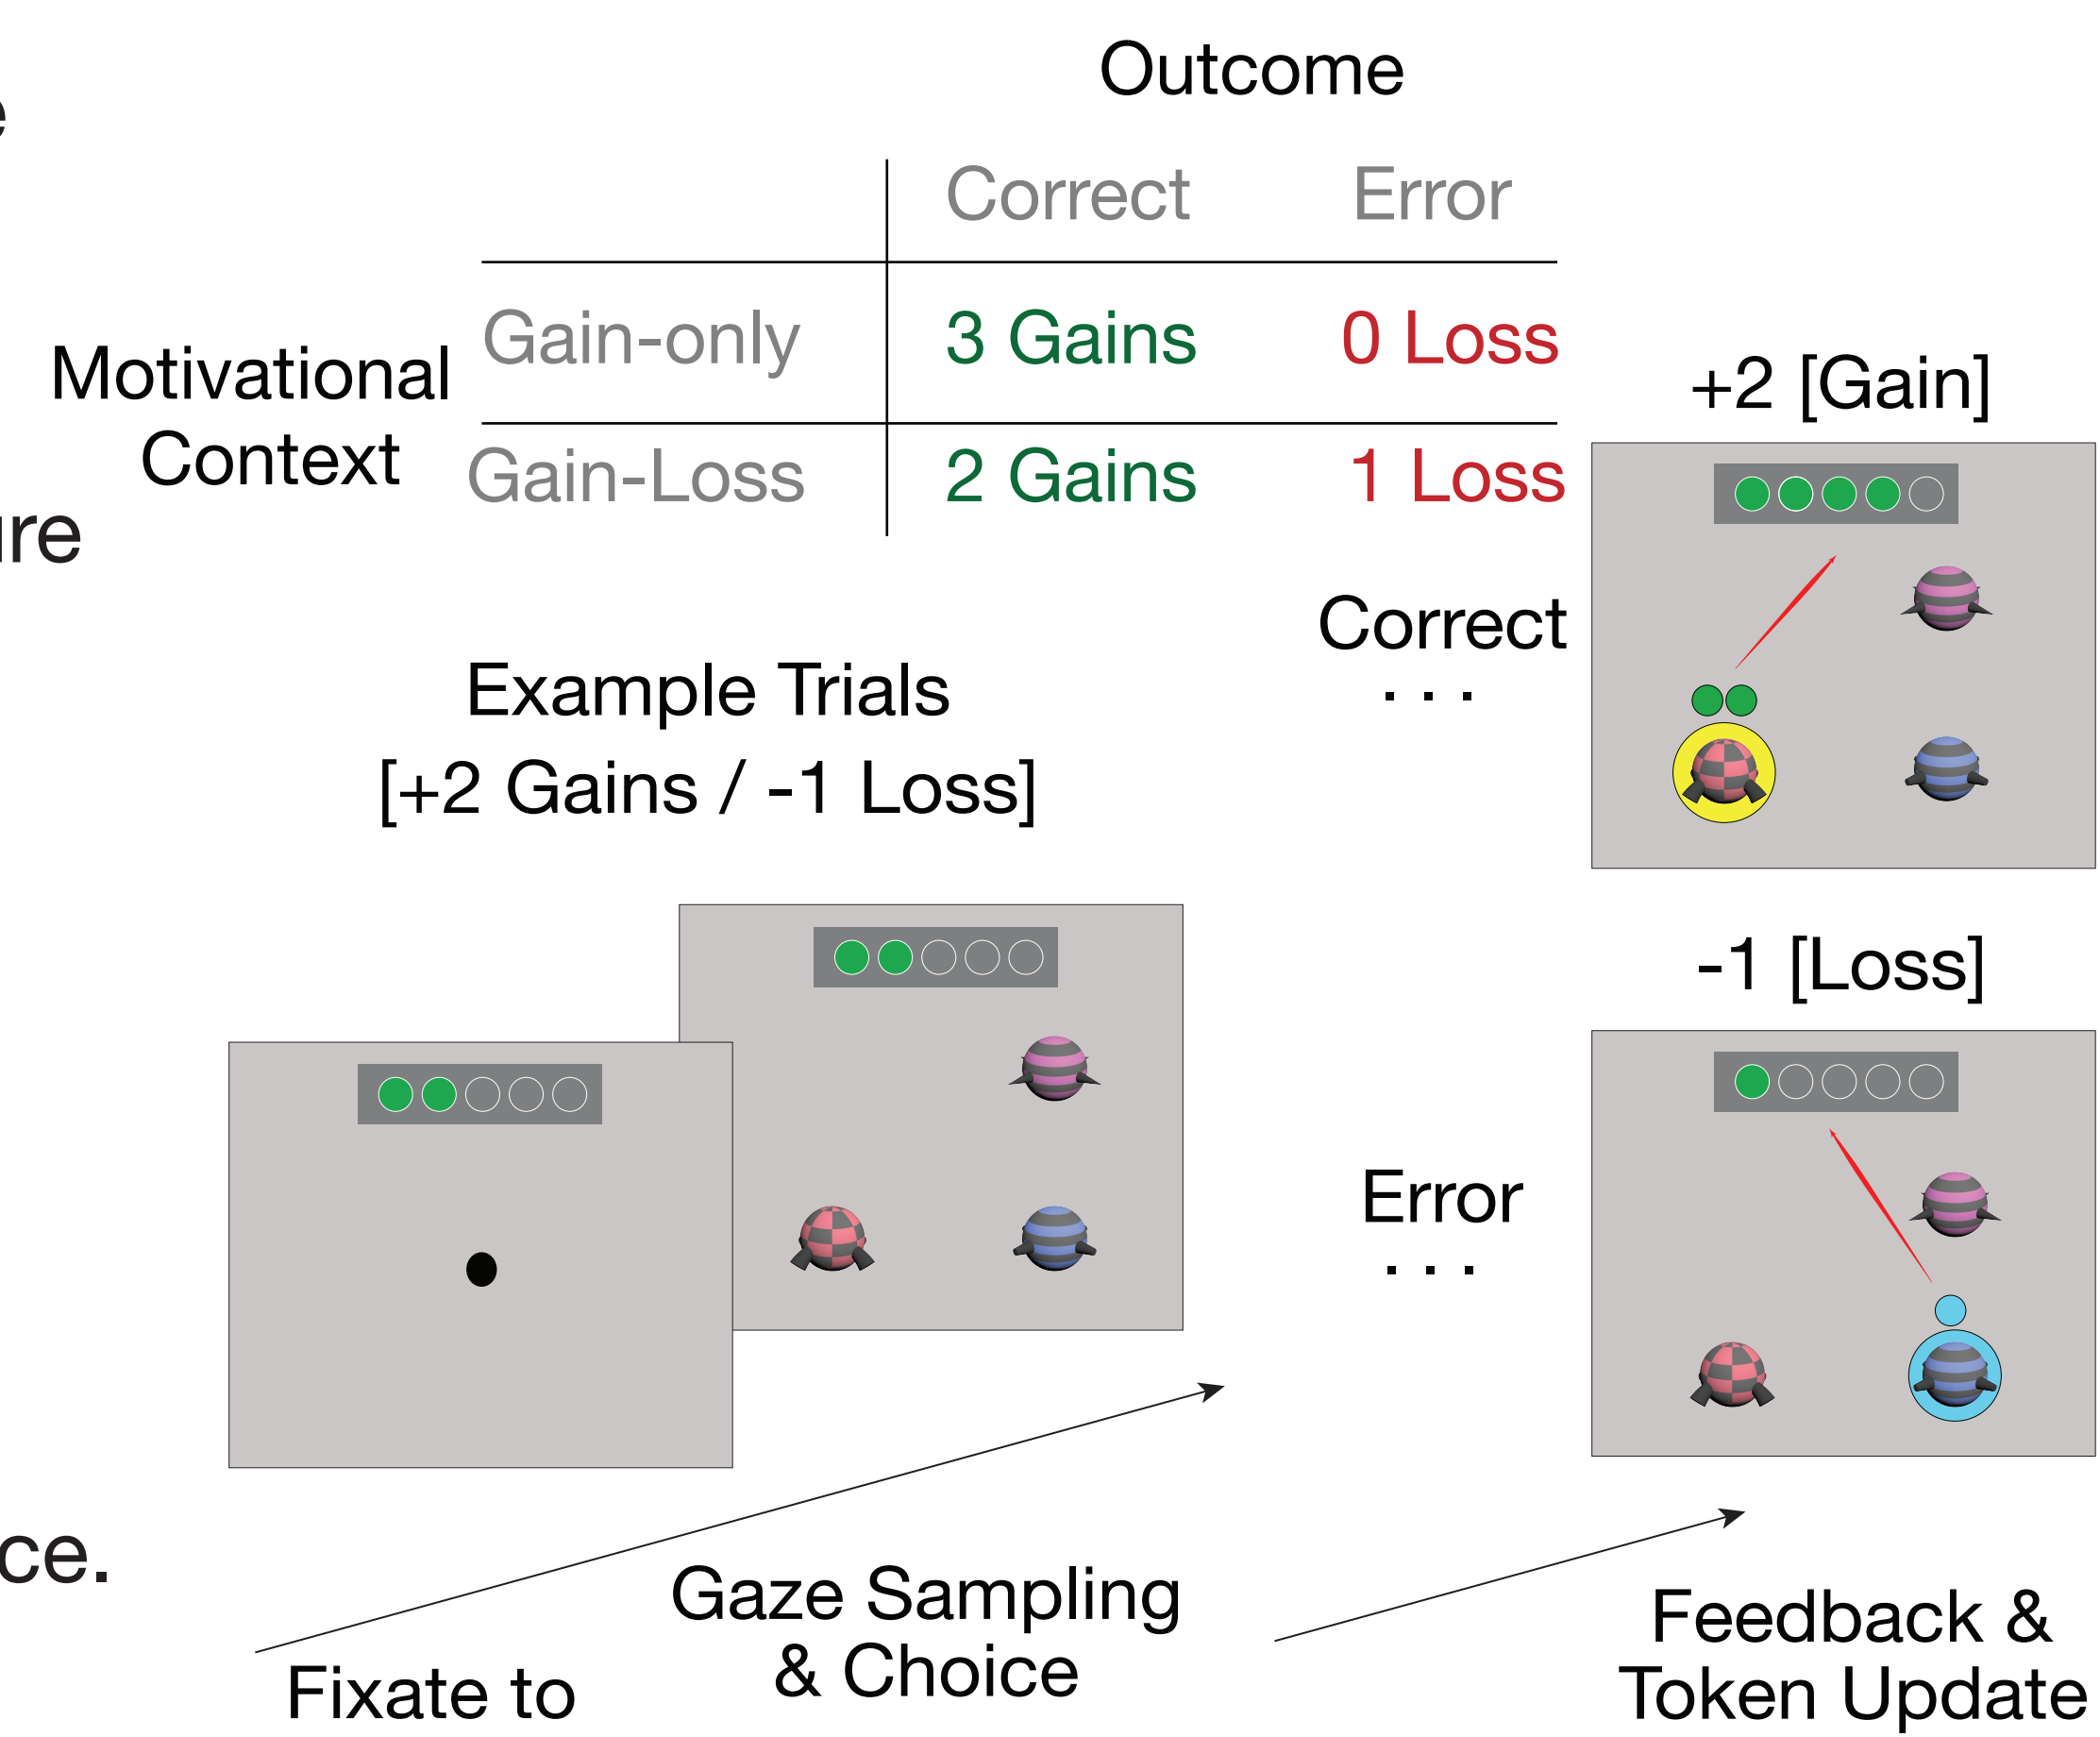 Outcome
Correct Error
Gain-only 3 Gains 0 Loss
Motivational
Context
Gain-Loss 2 Gains 1 Loss
ure
+2 [Gain]
Correct
. . .
Example Trials
[+2 Gains / -1 Loss]
-1 [Loss]
Error
. . .
ce.
Fixate to
Gaze Sampling
& Choice
Feedback &
Token Update